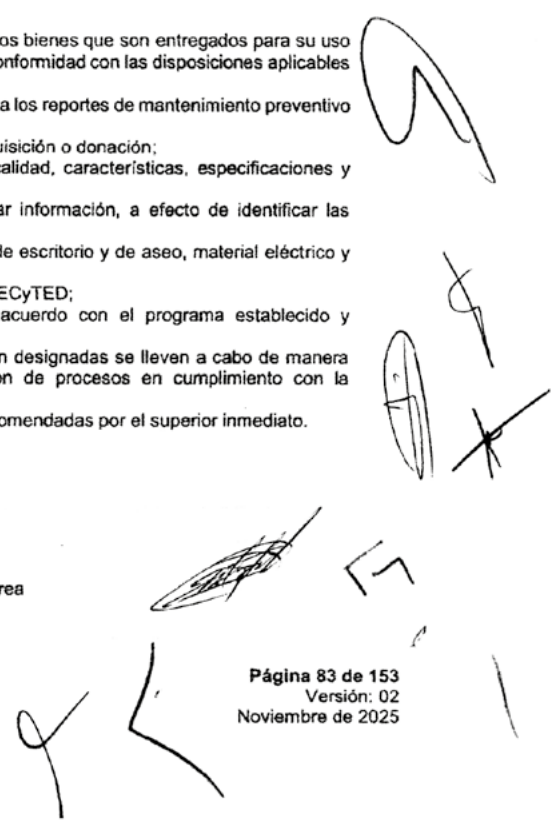 os bienes que son entregados para su uso
onformidad con las disposiciones aplicables
a los reportes de mantenimiento preventivo
uisición o donación;
alidad, características, especificaciones y
ar información, a efecto de identificar las
de escritorio y de aseo, material eléctrico y
ECyTED;
acuerdo con el programa establecido y
n designadas se lleven a cabo de manera
ón de procesos en cumplimiento con la
omendadas por el superior inmediato.
rea
Página 83 de 153
Versión: 02
Noviembre de 2025